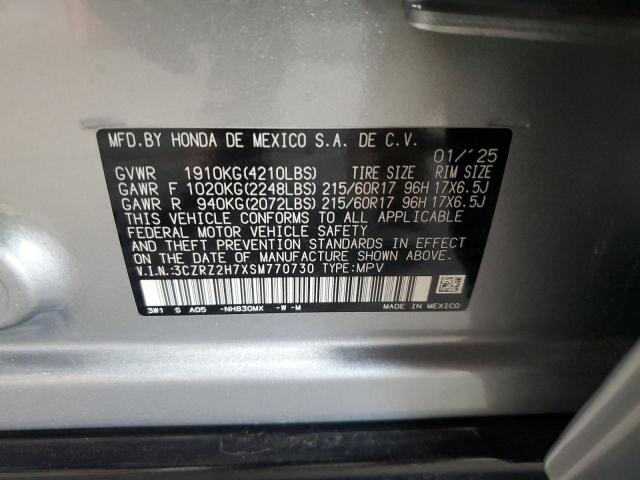 MFD.BY HONDA DE MEXICO S.A. DE C.V.
01/'25
GVWR 1910KG(4210LBS) TIRE SIZE RIM SIZE
GAWR F 1020KG(2248LBS) 215/60R17 96H 17X6.5J
GAWR R 940KG(2072LBS) 215/60R17 96H 17X6.5J
THIS VEHICLE CONFORMS TO ALL APPLICABLE
FEDERAL MOTOR VEHICLE SAFETY
AND THEFT PREVENTION STANDARDS IN EFFECT
ON THE DATE OF MANUFACTURE SHOWN ABOVE.
V.I.N.:3CZRZ2H7XSM770730 TYPE:MPV
3W1 S A05 -NH830MX -W -M MADE IN MEXICO